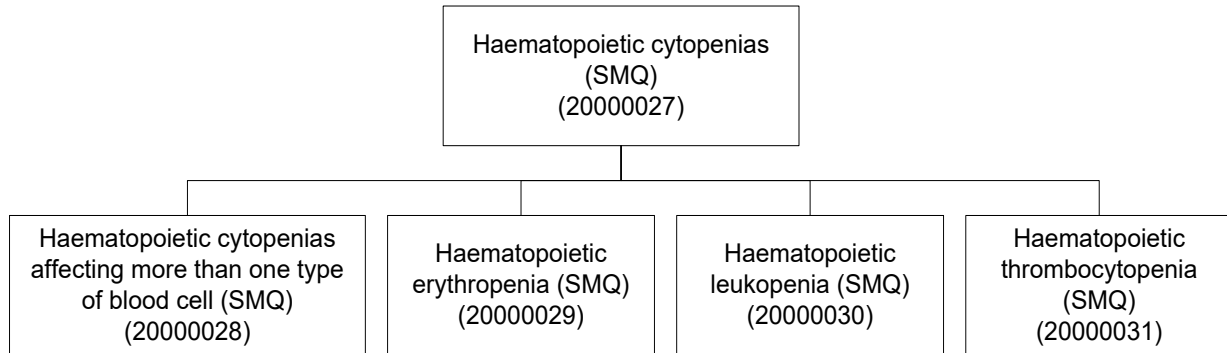 Haematopoietic cytopenias
(SMQ)
(20000027)
Haematopoietic cytopenias
affecting more than one type
of blood cell (SMQ)
(20000028)
Haematopoietic
erythropenia (SMQ)
(20000029)
Haematopoietic
leukopenia (SMQ)
(20000030)
Haematopoietic
thrombocytopenia
(SMQ)
(20000031)